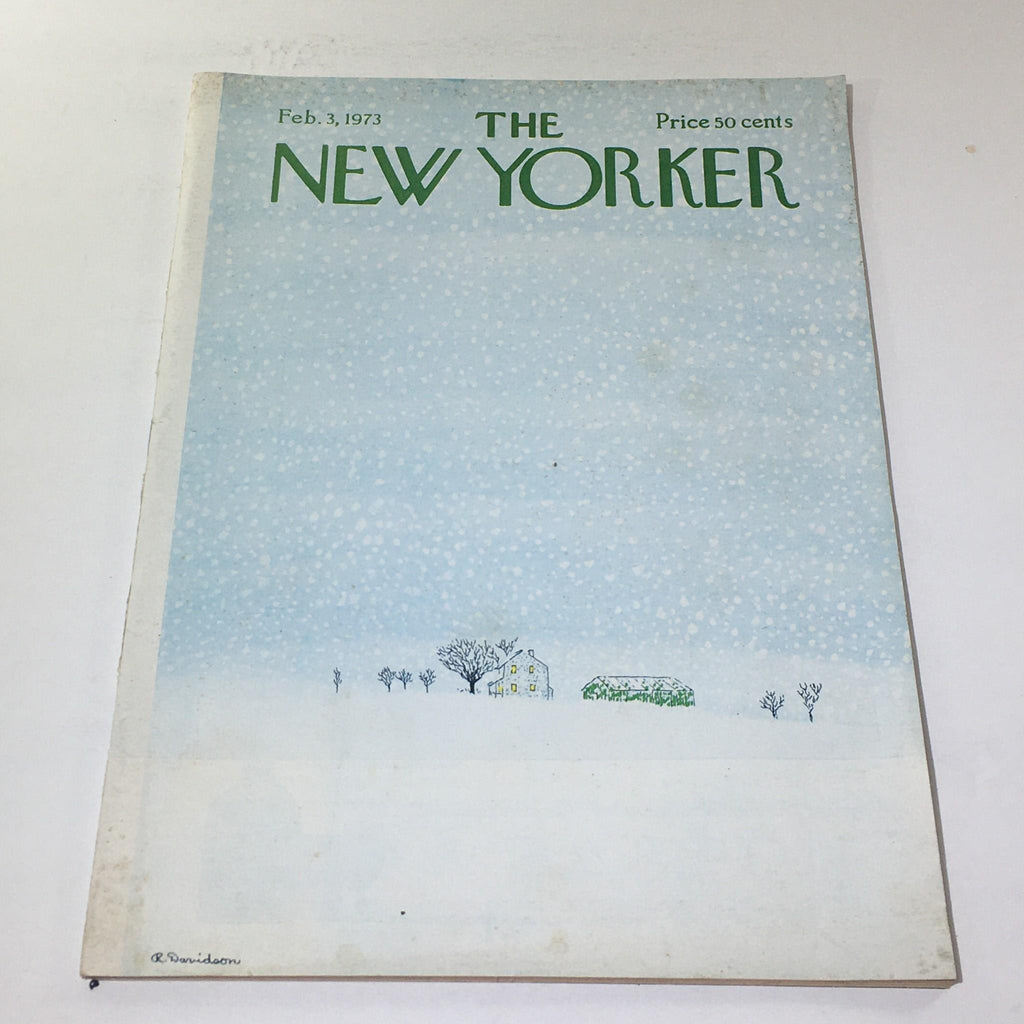 Feb. 3, 1973
THE
Price 50 cents
NEW YORKER
R Davidson